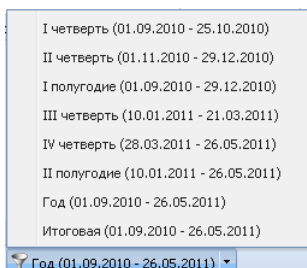 I четверть (01.09.2010 - 25.10.2010)
II четверть (01.11.2010 - 29.12.2010)
I полугодие (01.09.2010 - 29.12.2010)
III четверть (10.01.2011 - 21.03.2011)
IV четверть (28.03.2011 - 26.05.2011)
II полугодие (10.01.2011 - 26.05.2011)
Год (01.09.2010 - 26.05.2011)
Итоговая (01.09.2010 - 26.05.2011)
Год (01.09.2010 - 26.05.2011)